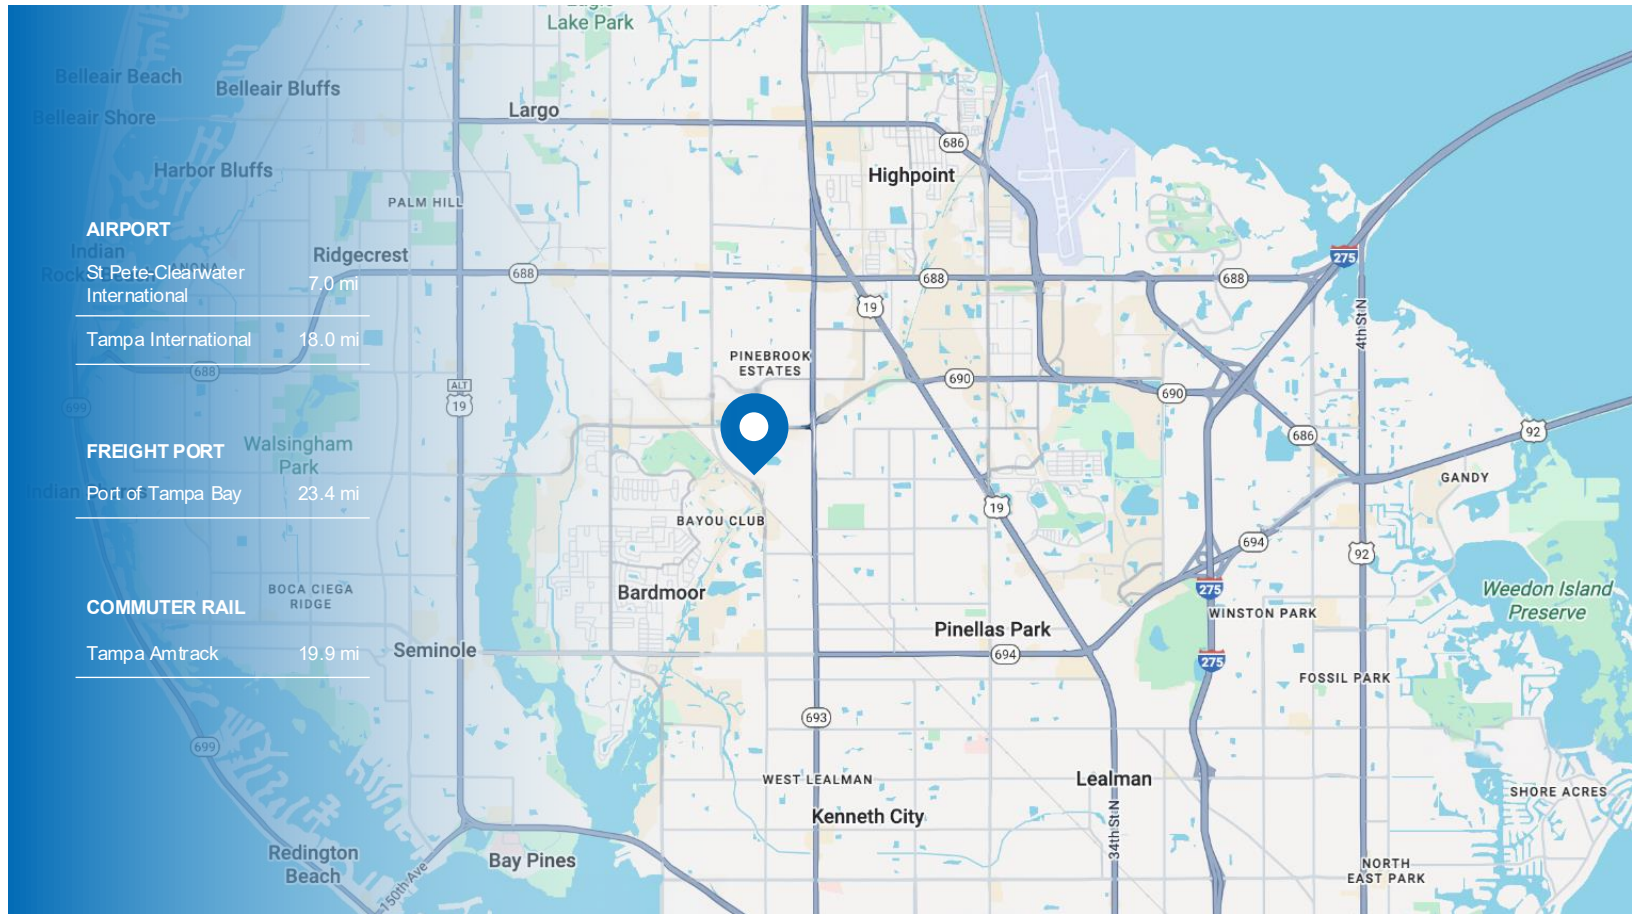 Eagle
Lake Park
Belleair Beach
Belleair Bluffs
Largo
Belleair Shore
686
Harbor Bluffs
Highpoint
PALM HILL
AIRPORT
Indian
Ridgecrest
275
St Pete-Clearwater
International
7.0 mi
688
688
688
19
4th St N
Tampa International
18.0 mi
PINEBROOK
ESTATES
688
690
690
ALT
19
699
FREIGHT PORT
Walsingham
Park
686
92
Port of Tampa Bay
23.4 mi
GANDY
19
BAYOU CLUB
694
92
BOCA CIEGA
RIDGE
Bardmoor
275
Weedon Island
Preserve
COMMUTER RAIL
WINSTON PARK
Pinellas Park
Tampa Amtrack
19.9 mi
Seminole
694
275
FOSSIL PARK
693
699
WEST LEALMAN
Lealman
SHORE ACRES
Kenneth City
34th St N
Redington
Beach
Bay Pines
150th Ave
NORTH
EAST PARK